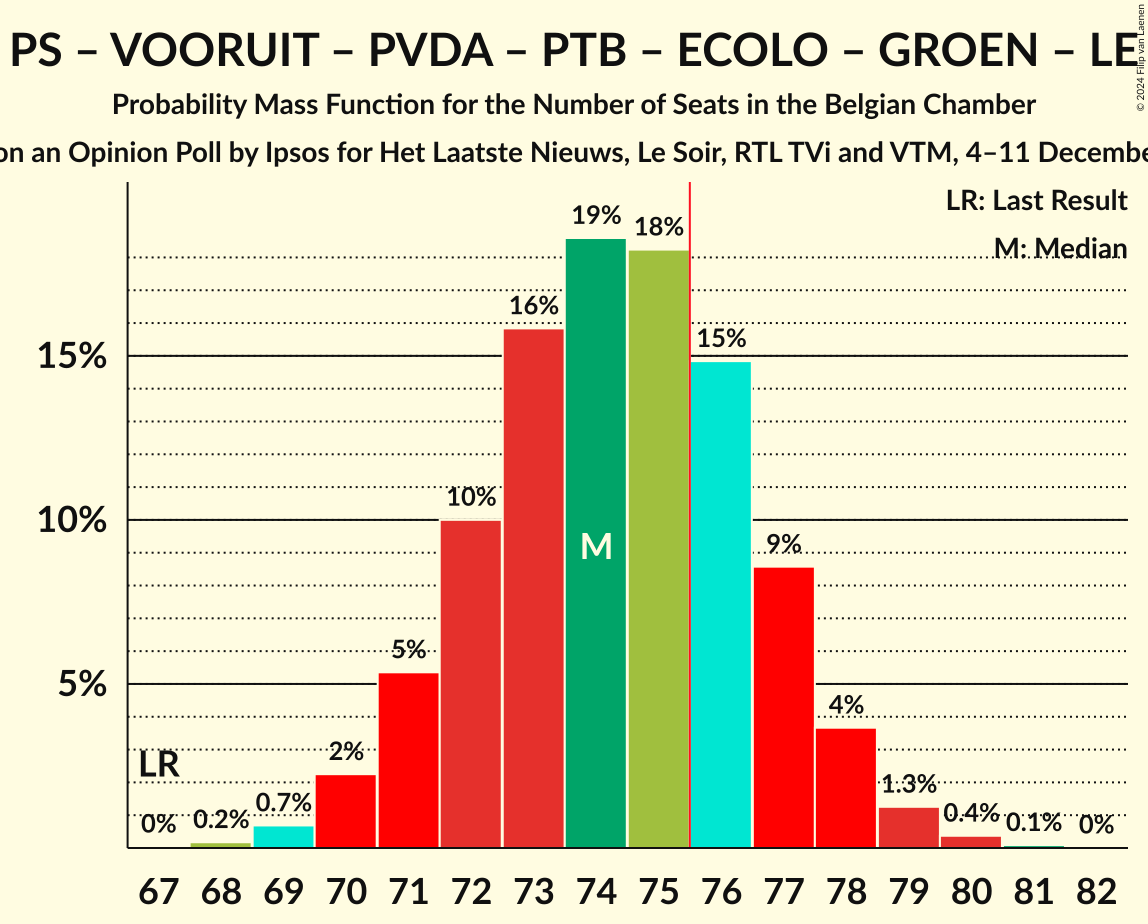 PS – VOORUIT – PVDA – PTB – ECOLO – GROEN – LE
Probability Mass Function for the Number of Seats in the Belgian Chamber
on an Opinion Poll by Ipsos for Het Laatste Nieuws, Le Soir, RTL TVi and VTM, 4–11 Decembe
© 2024 Filip van Laenen
LR: Last Result
M: Median
19%
18%
16%
15%
15%
10%
10%
M
9%
5%
5%
4%
2%
LR
1.3%
0.7%
0.4%
0.2%
0.1%
0%
0%
67 68 69 70 71 72 73 74 75 76 77 78 79 80 81 82